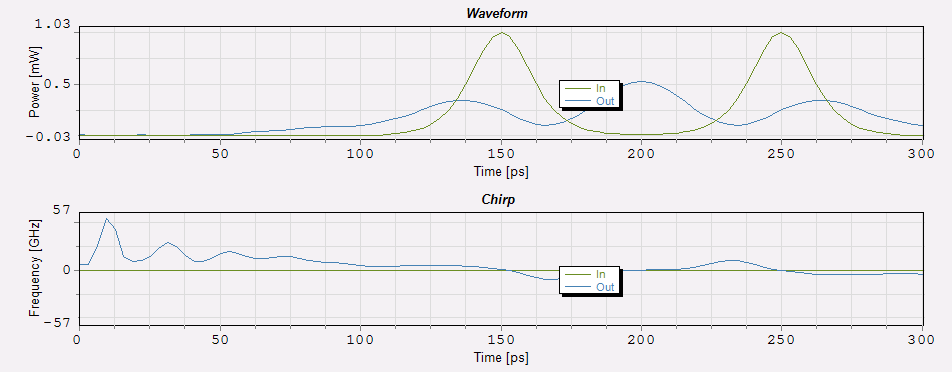 Waveform
1.03
0.5
-0.03
Power [mW]
In
Out
0 50 100 150 200 250 300
Time [ps]
Chirp
57
0
-57
Frequency [GHz]
In
Out
0 50 100 150 200 250 300
Time [ps]